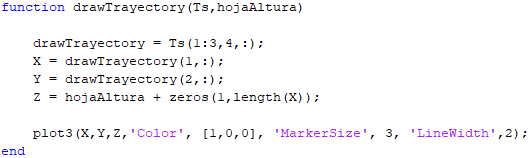 function drawTrayectory(Ts,hojaAltura)
drawTrayectory = Ts(1:3,4,:);
X = drawTrayectory(1,:);
Y = drawTrayectory(2,:);
Z = hojaAltura + zeros(1,length(X));
plot3(X,Y,Z,'Color', [1,0,0], 'MarkerSize', 3, 'LineWidth',2);
end